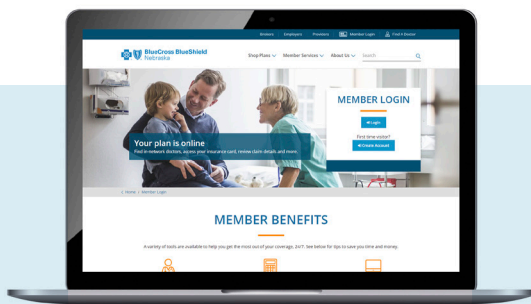 Brokers Employers Providers Member Login Find A Doctor
BlueCross BlueShield
Nebraska
Shop Plans Member Services About Us Search
MEMBER LOGIN
Login
First time visitor?
Create Account
Your plan is online
Find in-network doctors, access your insurance card, review claim details and more.
Home / Member Login
MEMBER BENEFITS
A variety of tools are available to help you get the most out of your coverage, 24/7. See below for tips to save you time and money.